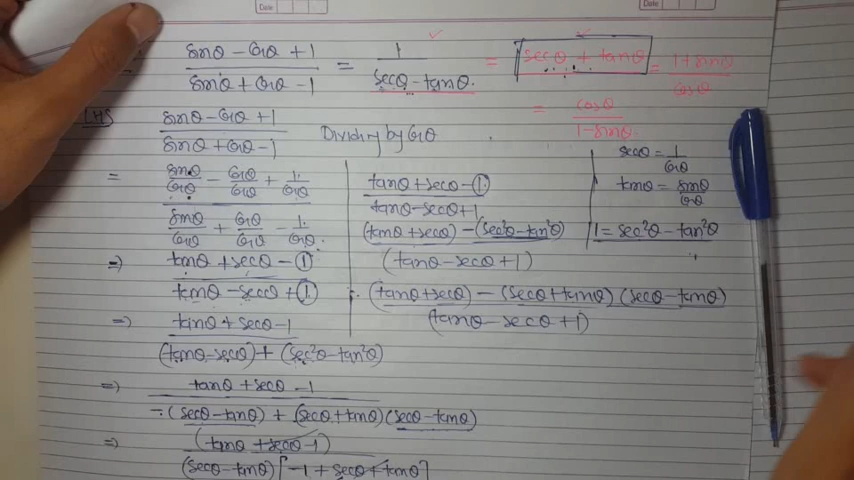 Date
Date
sinθ - cosθ + 1 / sinθ + cosθ - 1 = 1 / secθ - tanθ. = secθ + tanθ = 1 + sinθ / cosθ
= cosθ / 1 - sinθ
LHS sinθ - cosθ + 1 / sinθ + cosθ - 1 Dividing by cosθ
= sinθ/cosθ - cosθ/cosθ + 1/cosθ / sinθ/cosθ + cosθ/cosθ - 1/cosθ
⇒ tanθ + secθ - 1 / tanθ - secθ + 1
⇒ tanθ + secθ - 1 / (tanθ - secθ) + (sec²θ - tan²θ)
⇒ tanθ + secθ - 1 / -(secθ - tanθ) + (secθ + tanθ)(secθ - tanθ)
⇒ (tanθ + secθ - 1) / (secθ - tanθ)[-1 + secθ + tanθ]
tanθ + secθ - 1 / tanθ - secθ + 1
(tanθ + secθ) - (sec²θ - tan²θ) / (tanθ - secθ + 1)
(tanθ + secθ) - (secθ + tanθ)(secθ - tanθ) / (tanθ - secθ + 1)
secθ = 1/cosθ
tanθ = sinθ/cosθ
1 = sec²θ - tan²θ